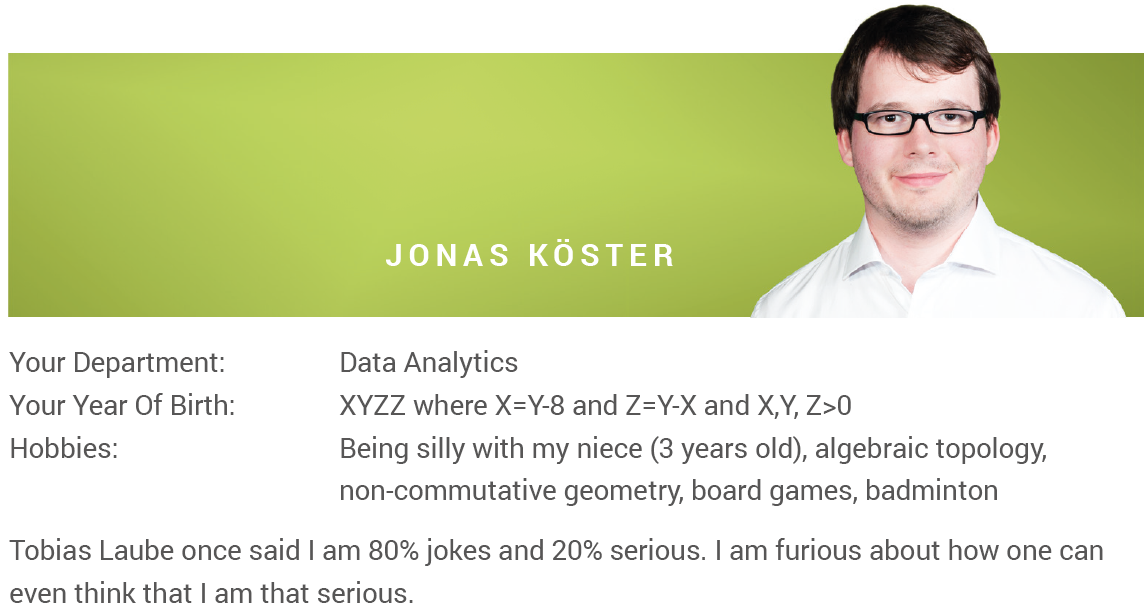 JONAS KÖSTER
Your Department: Data Analytics
Your Year Of Birth: XYZZ where X=Y-8 and Z=Y-X and X,Y, Z>0
Hobbies: Being silly with my niece (3 years old), algebraic topology,
non-commutative geometry, board games, badminton
Tobias Laube once said I am 80% jokes and 20% serious. I am furious about how one can
even think that I am that serious.